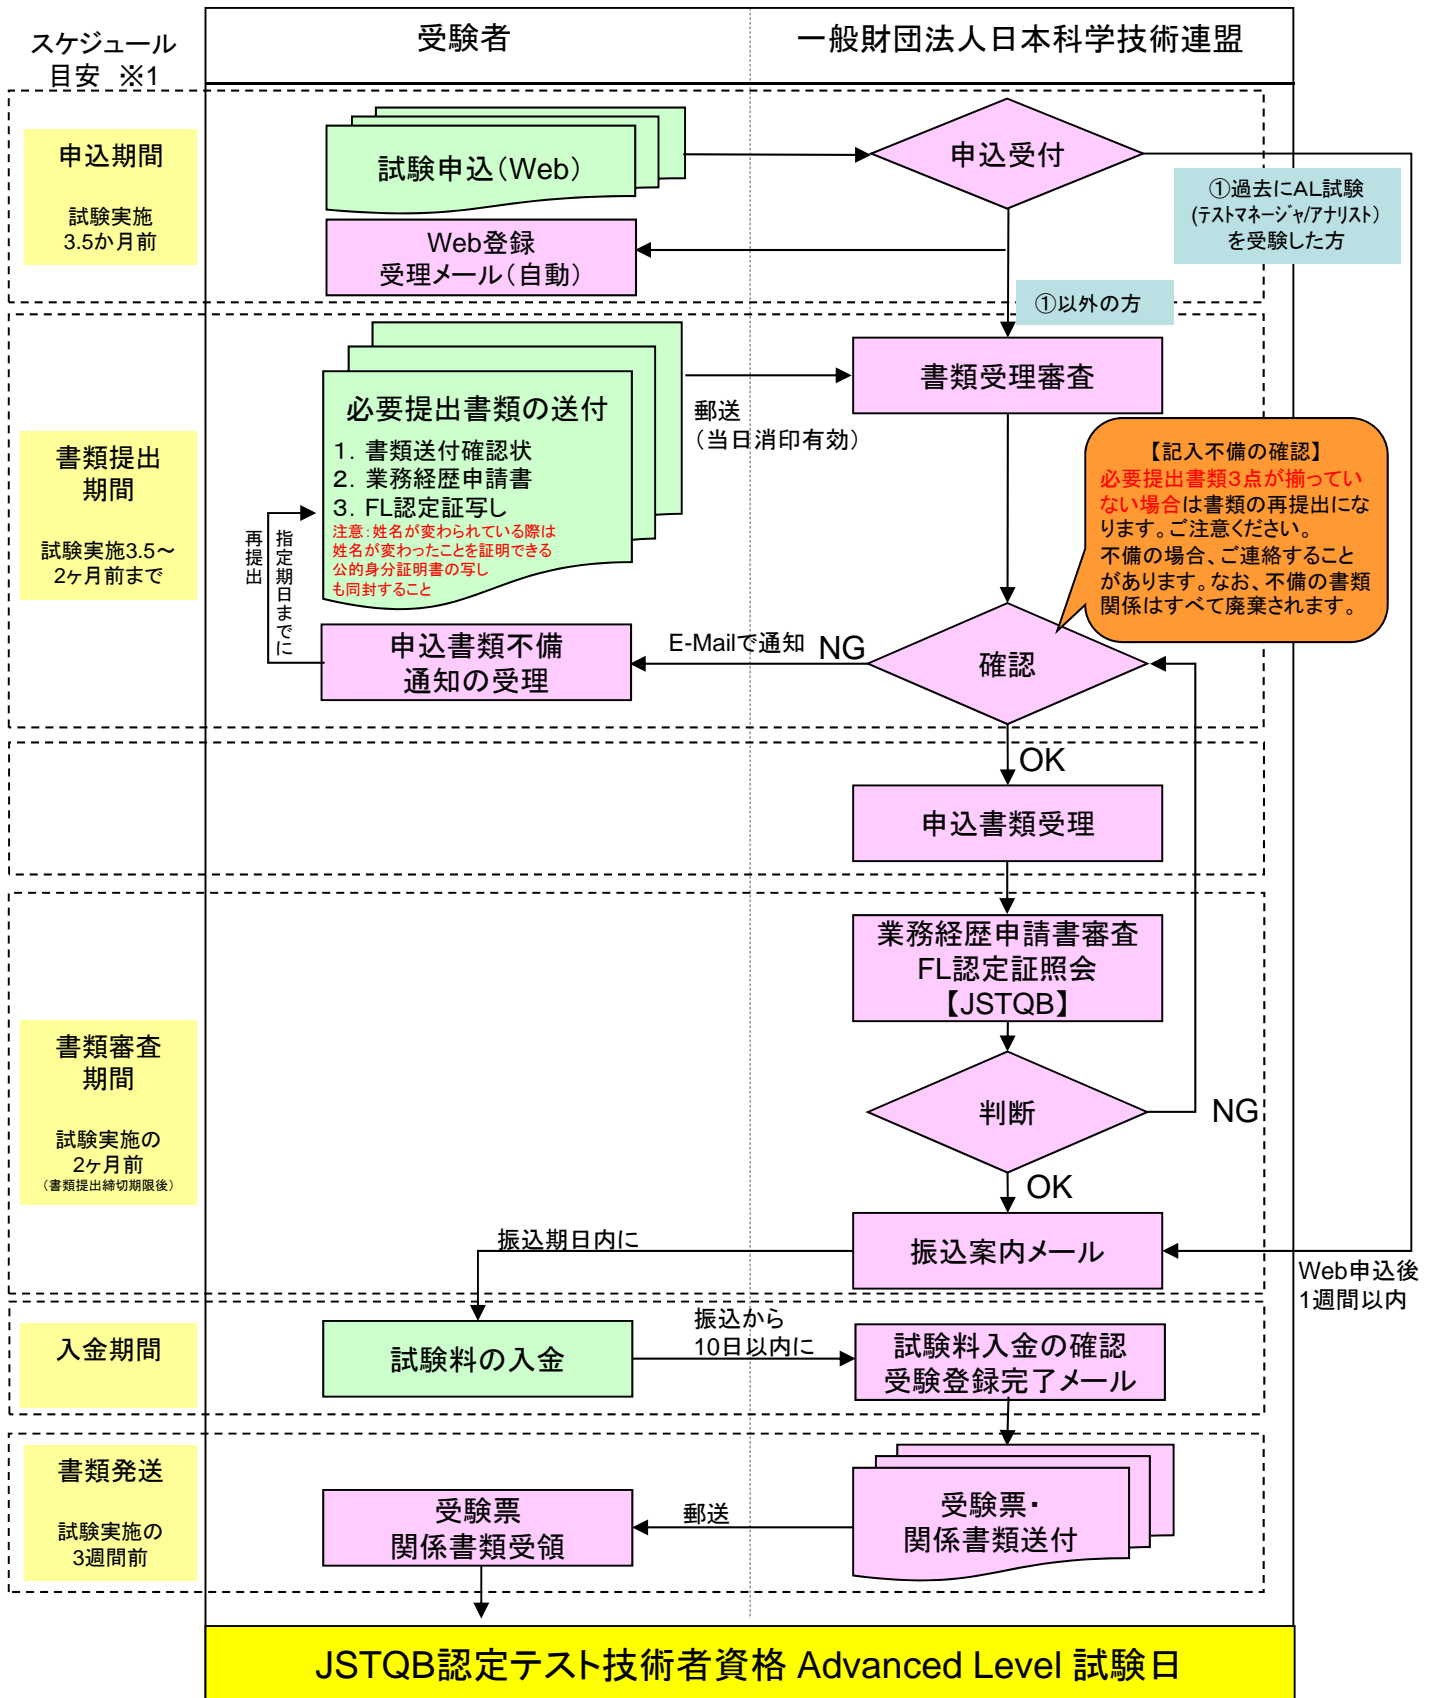 スケジュール
目安 ※1
受験者
一般財団法人日本科学技術連盟
申込期間
試験実施
3.5か月前
試験申込(Web)
申込受付
①過去にAL試験
(テストマネージャ/アナリスト)
を受験した方
Web登録
受理メール(自動)
①以外の方
書類提出
期間
試験実施3.5～
2ヶ月前まで
必要提出書類の送付
1. 書類送付確認状
2. 業務経歴申請書
3. FL認定証写し
注意:姓名が変わられている際は
姓名が変わったことを証明できる
公的身分証明書の写し
も同封すること
郵送
(当日消印有効)
書類受理審査
【記入不備の確認】
必要提出書類3点が揃ってい
ない場合は書類の再提出にな
ります。ご注意ください。
不備の場合、ご連絡すること
があります。なお、不備の書類
関係はすべて廃棄されます。
指定期日までに
再提出
申込書類不備
通知の受理
E-Mailで通知
NG
確認
OK
申込書類受理
書類審査
期間
試験実施の
2ヶ月前
(書類提出締切期限後)
業務経歴申請書審査
FL認定証照会
【JSTQB】
判断
NG
OK
振込期日内に
振込案内メール
Web申込後
1週間以内
入金期間
試験料の入金
振込から
10日以内に
試験料入金の確認
受験登録完了メール
書類発送
試験実施の
3週間前
受験票
関係書類受領
郵送
受験票・
関係書類送付
JSTQB認定テスト技術者資格 Advanced Level 試験日